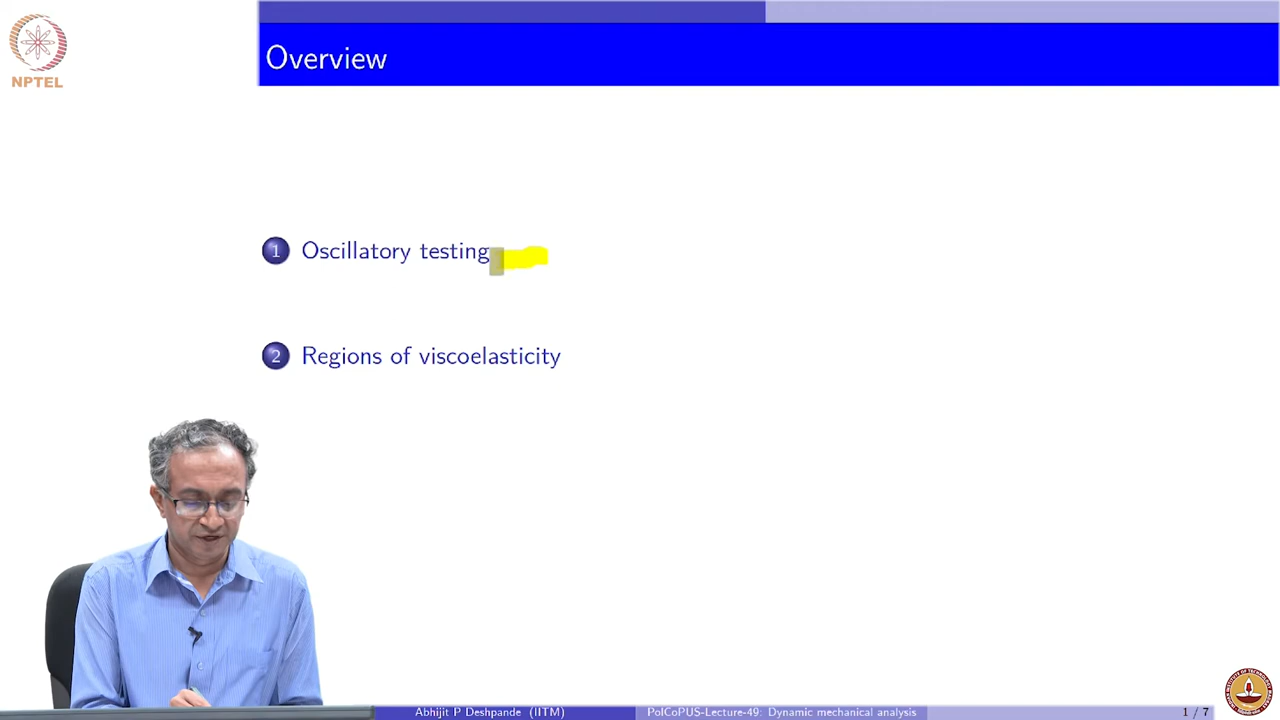 NPTEL
Overview
1 Oscillatory testing
2 Regions of viscoelasticity
Abhijit P Deshpande (IITM) PolCoPUS-Lecture-49: Dynamic mechanical analysis 1 / 7